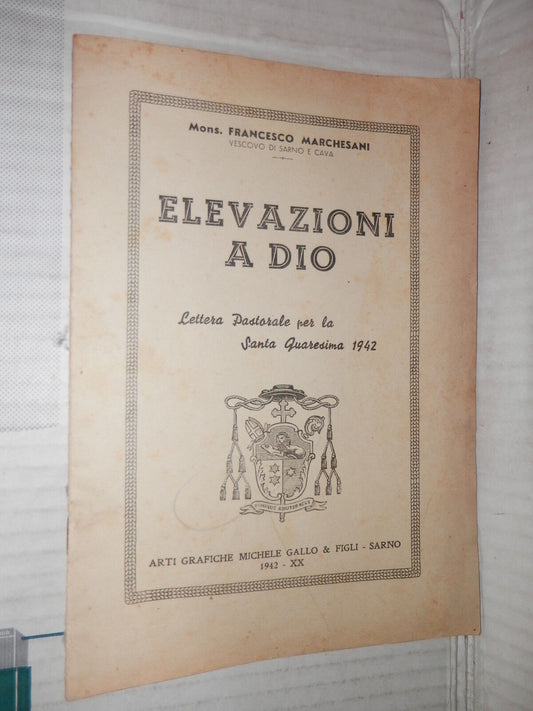 Mons. FRANCESCO MARCHESANI
VESCOVO DI SARNO E CAVA
ELEVAZIONI
A DIO
Lettera Pastorale per la
Santa Quaresima 1942
ARTI GRAFICHE MICHELE GALLO & FIGLI - SARNO
1942 - XX